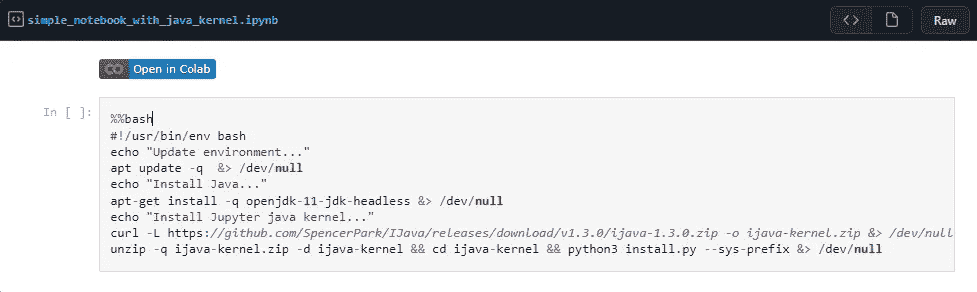 simple_notebook_with_java_kernel.ipynb
Raw
CO Open in Colab
In [ ]:
%%bash
#!/usr/bin/env bash
echo "Update environment..."
apt update -q  &> /dev/null
echo "Install Java..."
apt-get install -q openjdk-11-jdk-headless &> /dev/null
echo "Install Jupyter java kernel..."
curl -L https://github.com/SpencerPark/IJava/releases/download/v1.3.0/ijava-1.3.0.zip -o ijava-kernel.zip &> /dev/null
unzip -q ijava-kernel.zip -d ijava-kernel && cd ijava-kernel && python3 install.py --sys-prefix &> /dev/null